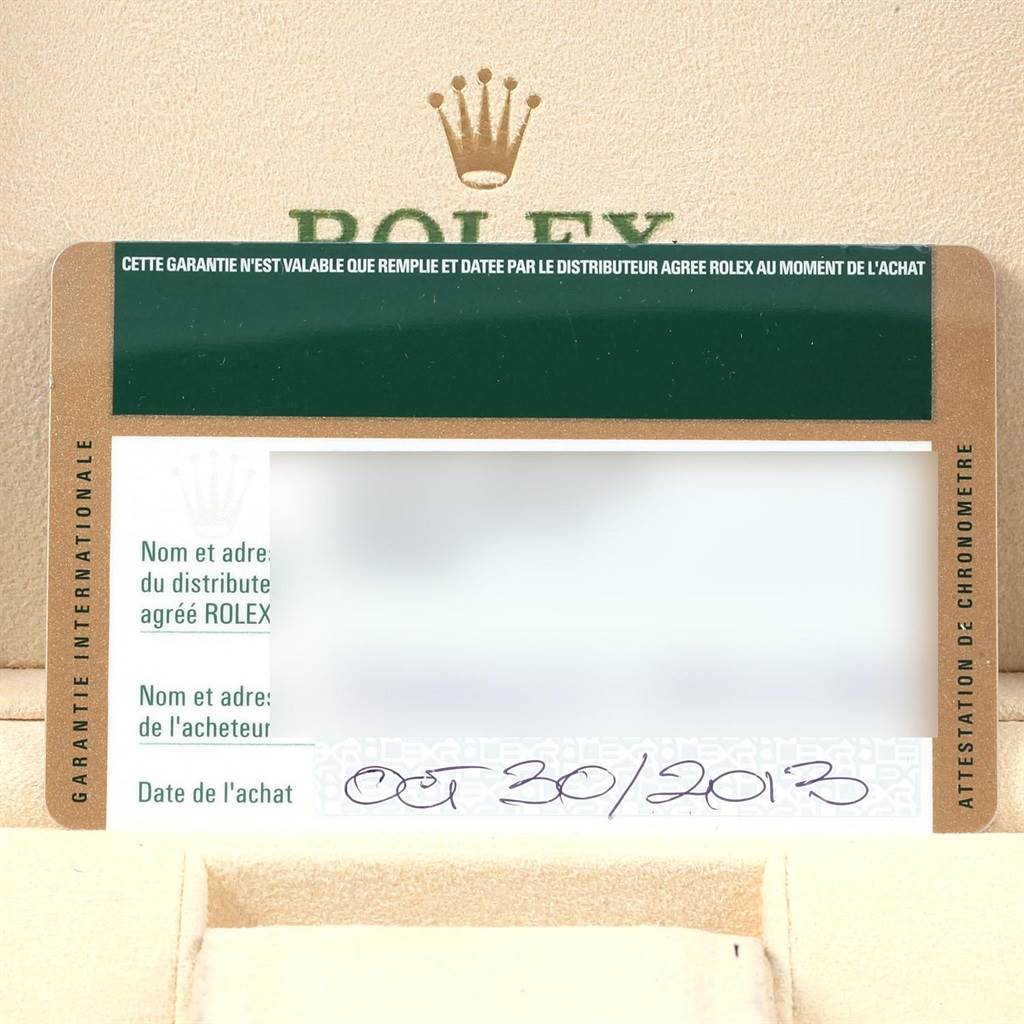 ROLEX
CETTE GARANTIE N'EST VALABLE QUE REMPLIE ET DATEE PAR LE DISTRIBUTEUR AGREE ROLEX AU MOMENT DE L'ACHAT
GARANTIE INTERNATIONALE
Nom et adre
du distribute
agréé ROLEX
Nom et adre
de l'acheteur
Date de l'achat OCT 30/2013
ATTESTATION DE CHRONOMETRE